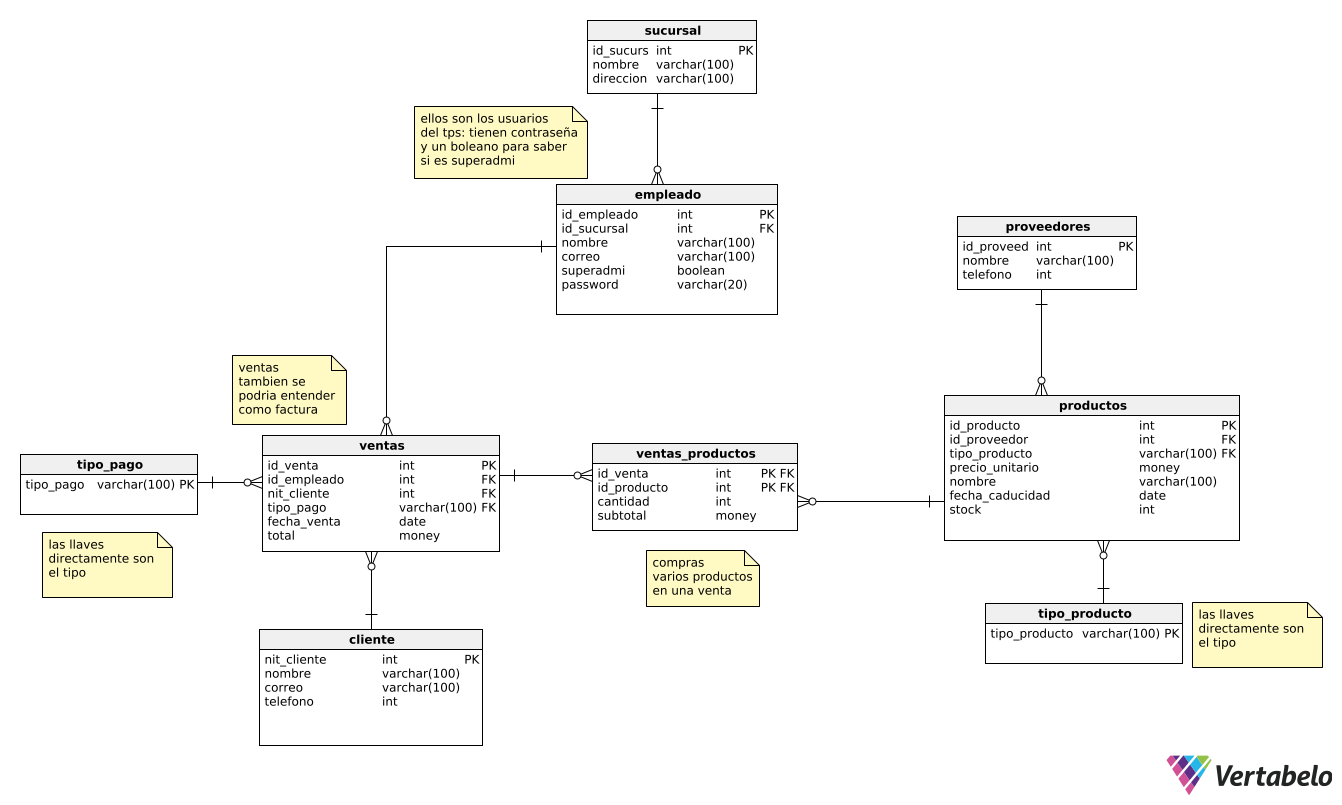 sucursal
id_sucurs int PK
nombre varchar(100)
direccion varchar(100)
ellos son los usuarios
del tps: tienen contraseña
y un boleano para saber
si es superadmi
empleado
id_empleado int PK
id_sucursal int FK
nombre varchar(100)
correo varchar(100)
superadmi boolean
password varchar(20)
proveedores
id_proveed int PK
nombre varchar(100)
telefono int
ventas
tambien se
podria entender
como factura
productos
id_producto int PK
id_proveedor int FK
tipo_producto varchar(100) FK
precio_unitario money
nombre varchar(100)
fecha_caducidad date
stock int
tipo_pago
tipo_pago varchar(100) PK
ventas
id_venta int PK
id_empleado int FK
nit_cliente int FK
tipo_pago varchar(100) FK
fecha_venta date
total money
ventas_productos
id_venta int PK FK
id_producto int PK FK
cantidad int
subtotal money
las llaves
directamente son
el tipo
compras
varios productos
en una venta
tipo_producto
tipo_producto varchar(100) PK
las llaves
directamente son
el tipo
cliente
nit_cliente int PK
nombre varchar(100)
correo varchar(100)
telefono int
Vertabelo